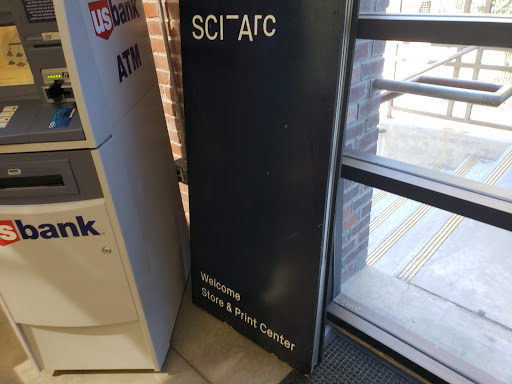 usbank
ATM
usbank
SCI-Arc
Welcome
Store & Print Center